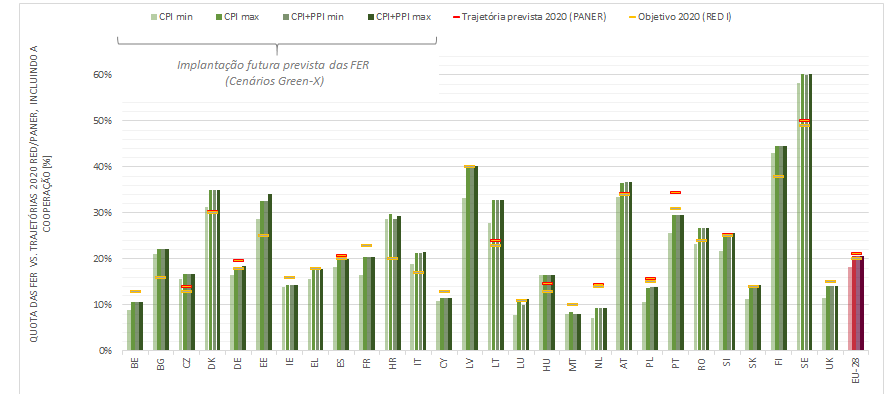 CPI min CPI max CPI+PPI min CPI+PPI max Trajetória prevista 2020 (PANER) Objetivo 2020 (RED I)
Implantação futura prevista das FER
(Cenários Green-X)
QUOTA DAS FER VS. TRAJETÓRIAS 2020 RED/PANER, INCLUINDO A
COOPERAÇÃO [%]
60%
50%
40%
30%
20%
10%
0%
BE BG CZ DK DE EE IE EL ES FR HR IT CY LV LT LU HU MT NL AT PL PT RO SI SK FI SE UK EU-28